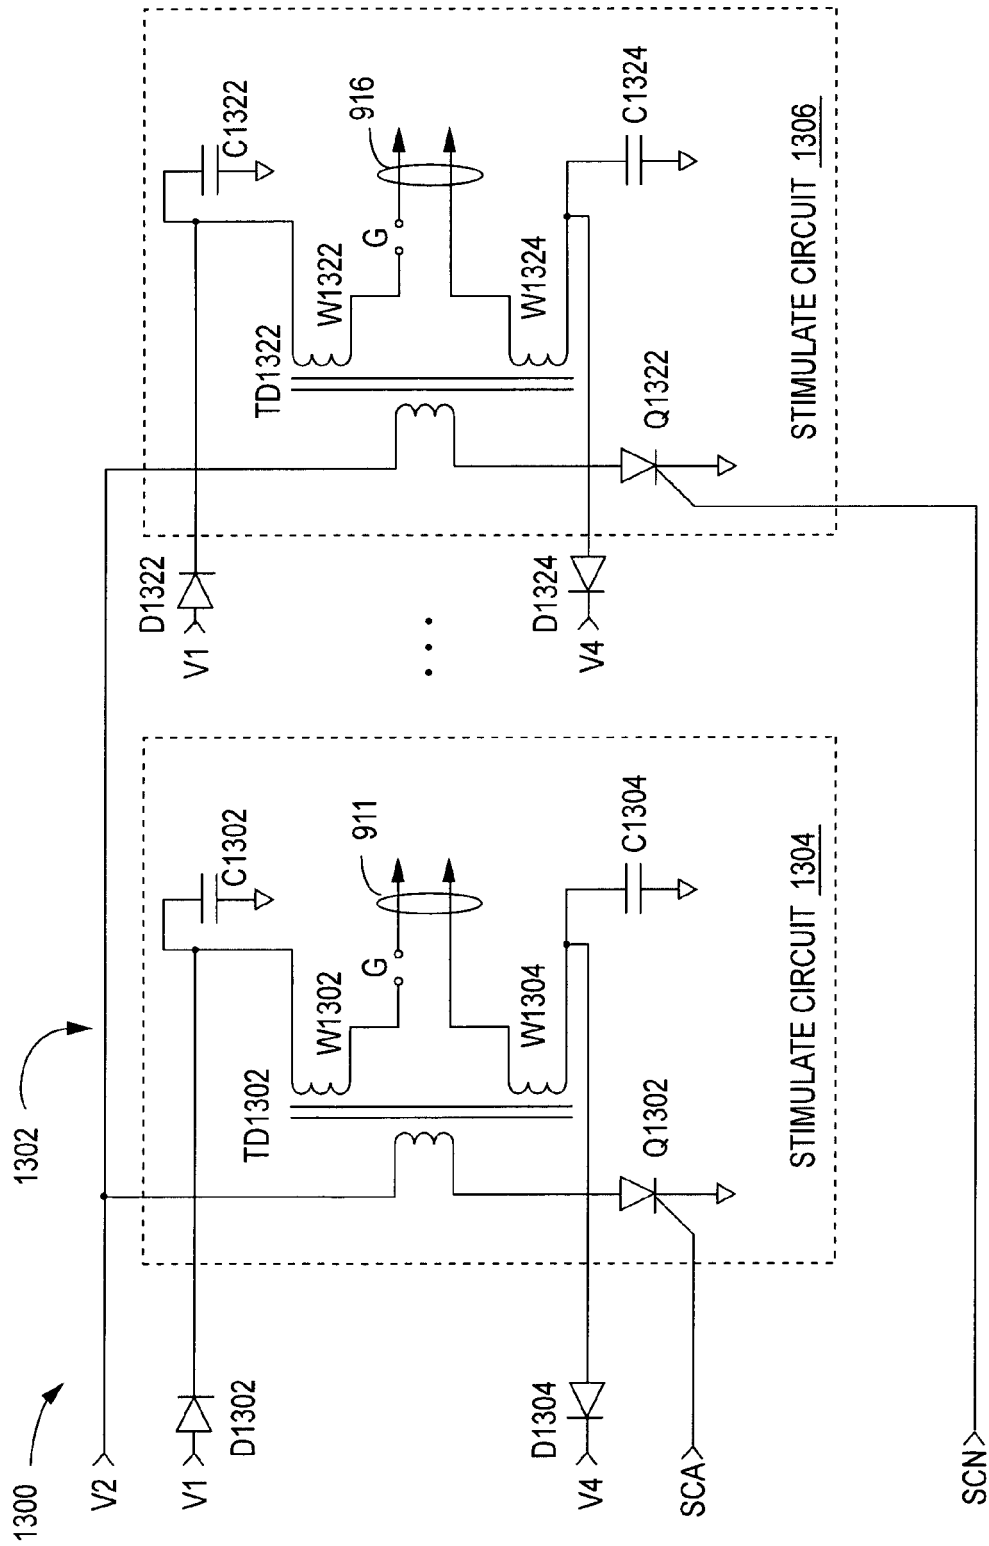 1300
1302
V2
V1
D1302
V4
D1304
SCA
SCN
TD1302
W1302
W1304
G
911
C1302
C1304
Q1302
STIMULATE CIRCUIT 1304
V1
D1322
V4
D1324
TD1322
W1322
W1324
G
916
C1322
C1324
Q1322
STIMULATE CIRCUIT 1306